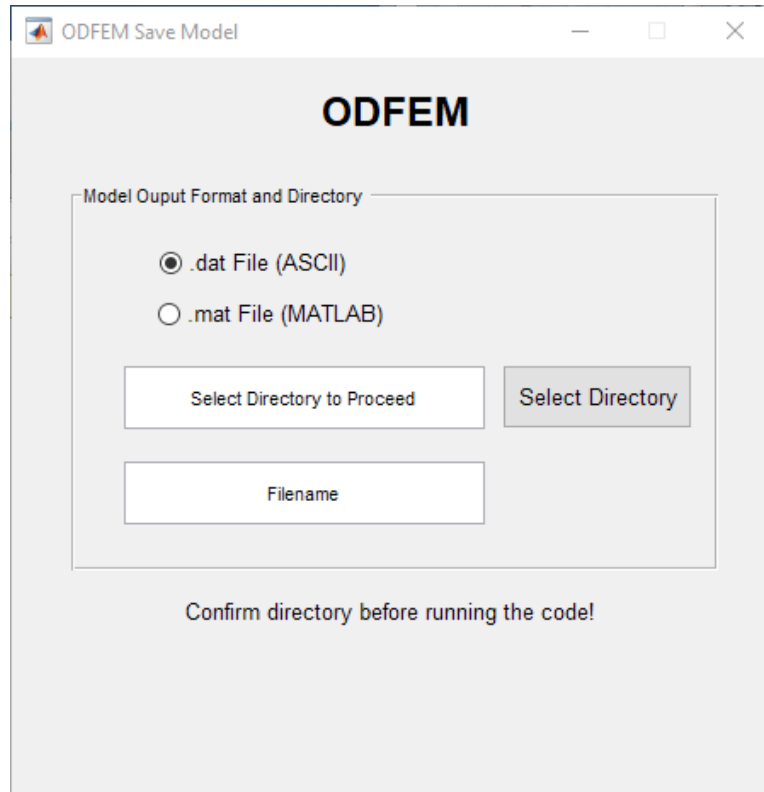 ODFEM Save Model
ODFEM
Model Ouput Format and Directory
.dat File (ASCII)
.mat File (MATLAB)
Select Directory to Proceed
Select Directory
Filename
Confirm directory before running the code!